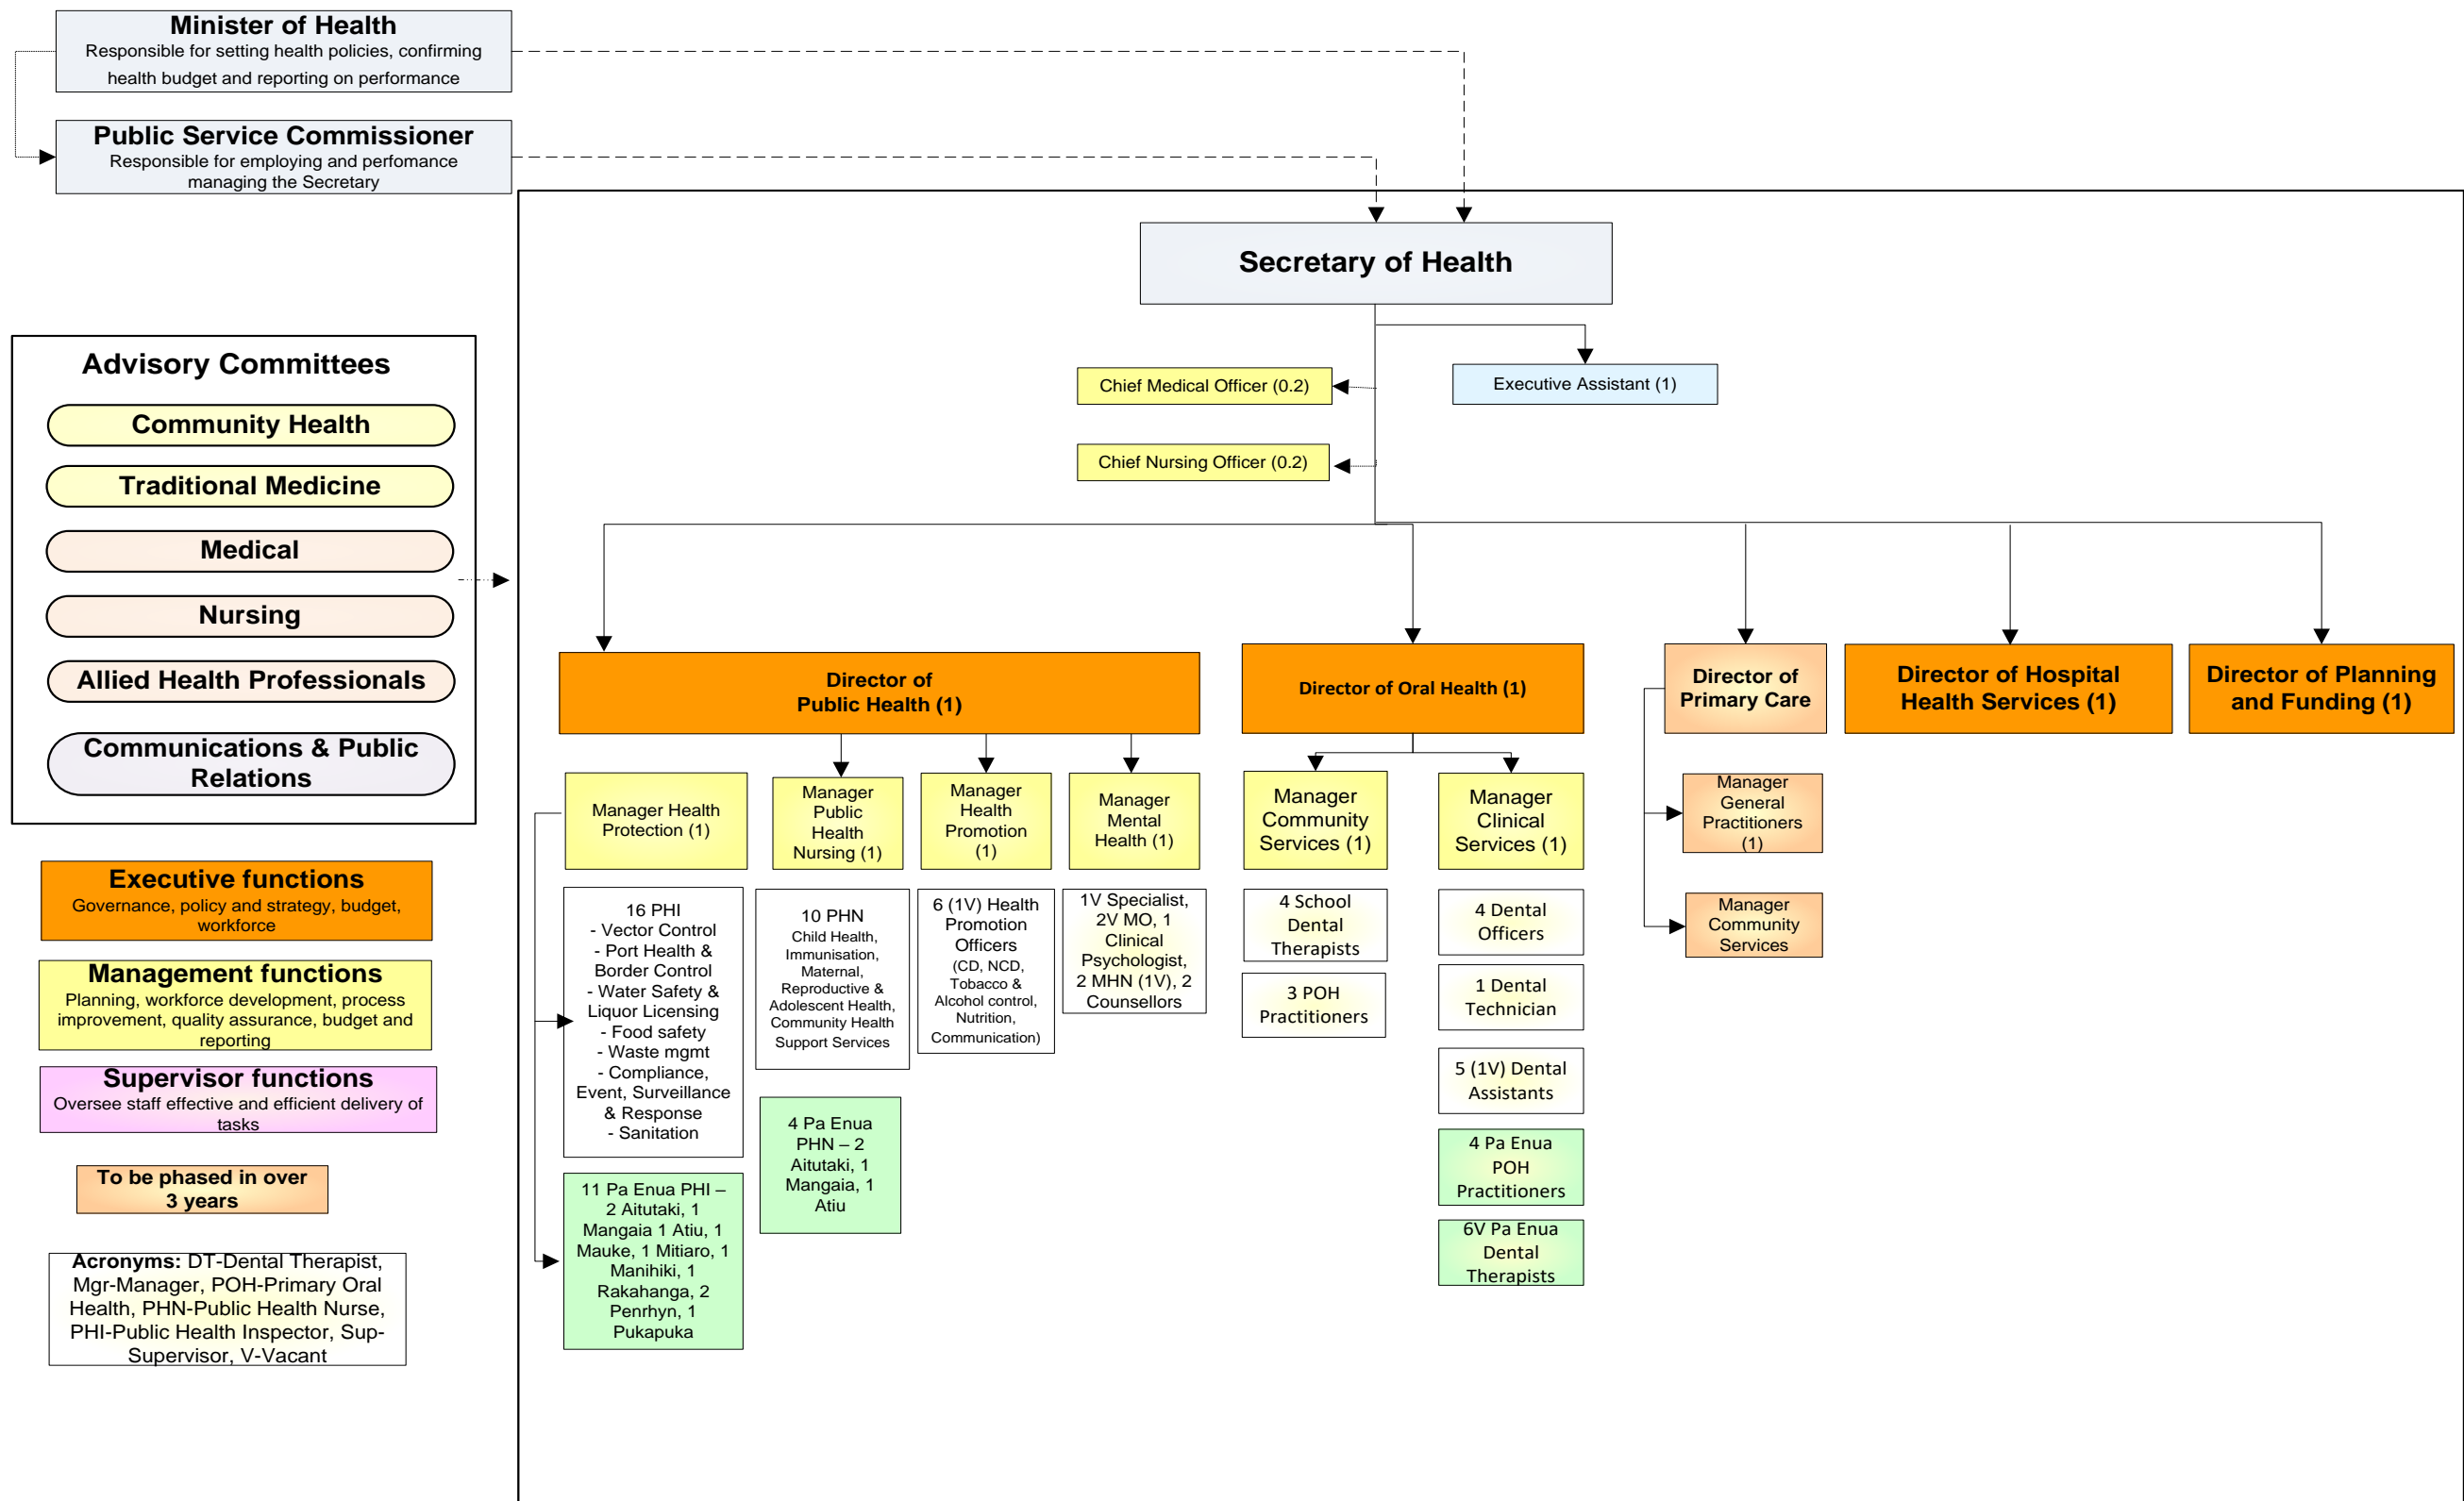 Minister of Health
Responsible for setting health policies, confirming
health budget and reporting on performance
Public Service Commissioner
Responsible for employing and perfomance
managing the Secretary
Secretary of Health
Chief Medical Officer (0.2)
Executive Assistant (1)
Chief Nursing Officer (0.2)
Advisory Committees
Community Health
Traditional Medicine
Medical
Nursing
Allied Health Professionals
Communications & Public
Relations
Executive functions
Governance, policy and strategy, budget,
workforce
Management functions
Planning, workforce development, process
improvement, quality assurance, budget and
reporting
Supervisor functions
Oversee staff effective and efficient delivery of
tasks
To be phased in over
3 years
Acronyms: DT-Dental Therapist,
Mgr-Manager, POH-Primary Oral
Health, PHN-Public Health Nurse,
PHI-Public Health Inspector, Sup-
Supervisor, V-Vacant
Director of
Public Health (1)
Director of Oral Health (1)
Director of
Primary Care
Director of Hospital
Health Services (1)
Director of Planning
and Funding (1)
Manager Health
Protection (1)
Manager
Public
Health
Nursing (1)
Manager
Health
Promotion
(1)
Manager
Mental
Health (1)
Manager
Community
Services (1)
Manager
Clinical
Services (1)
Manager
General
Practitioners
(1)
Manager
Community
Services
16 PHI
- Vector Control
- Port Health &
Border Control
- Water Safety &
Liquor Licensing
- Food safety
- Waste mgmt
- Compliance,
Event, Surveillance
& Response
- Sanitation
11 Pa Enua PHI –
2 Aitutaki, 1
Mangaia 1 Atiu, 1
Mauke, 1 Mitiaro, 1
Manihiki, 1
Rakahanga, 2
Penrhyn, 1
Pukapuka
10 PHN
Child Health,
Immunisation,
Maternal,
Reproductive &
Adolescent Health,
Community Health
Support Services
4 Pa Enua
PHN – 2
Aitutaki, 1
Mangaia, 1
Atiu
6 (1V) Health
Promotion
Officers
(CD, NCD,
Tobacco &
Alcohol control,
Nutrition,
Communication)
1V Specialist,
2V MO, 1
Clinical
Psychologist,
2 MHN (1V), 2
Counsellors
4 School
Dental
Therapists
3 POH
Practitioners
4 Dental
Officers
1 Dental
Technician
5 (1V) Dental
Assistants
4 Pa Enua
POH
Practitioners
6V Pa Enua
Dental
Therapists